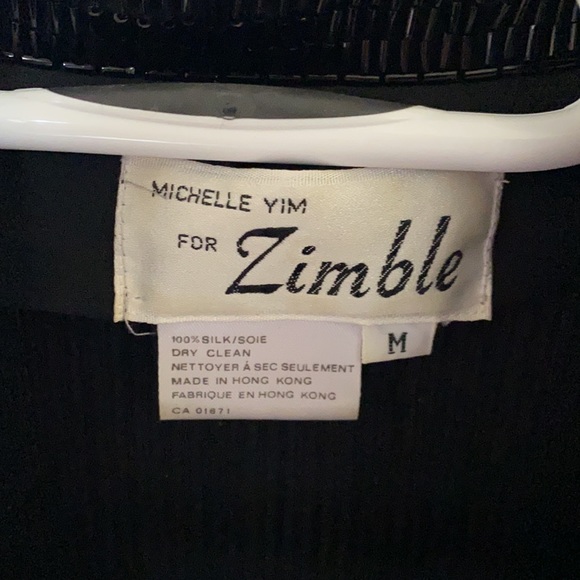 MICHELLE YIM
FOR Zimble
M
100% SILK/SOIE
DRY CLEAN
NETTOYER Á SEC SEULEMENT
MADE IN HONG KONG
FABRIQUE EN HONG KONG
CA 01671